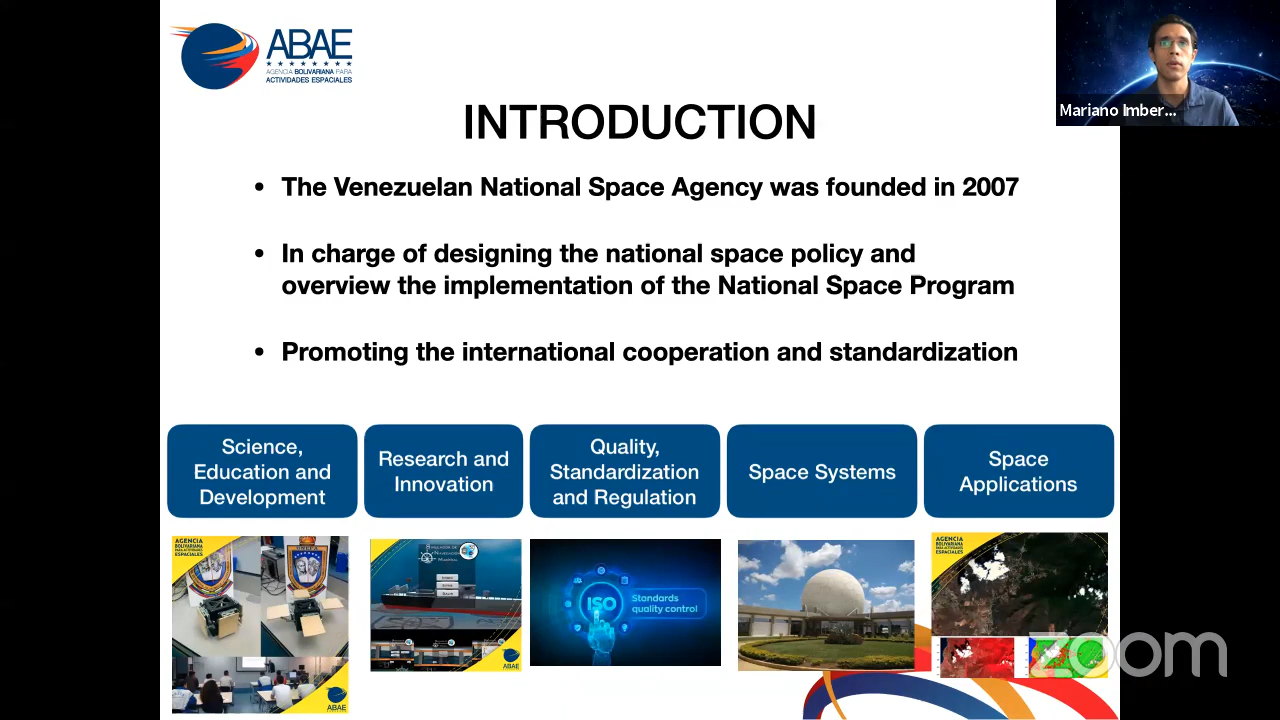 ABAE
AGENCIA BOLIVARIANA PARA
ACTIVIDADES ESPACIALES
Mariano Imber...
INTRODUCTION
• The Venezuelan National Space Agency was founded in 2007
• In charge of designing the national space policy and
overview the implementation of the National Space Program
• Promoting the international cooperation and standardization
Science,
Education and
Development
Research and
Innovation
Quality,
Standardization
and Regulation
Space Systems
Space
Applications
AGENCIA
BOLIVARIANA
PARA ACTIVIDADES
ESPACIALES
ABAE
ABAE
ISO
Standards
quality control
AGENCIA
BOLIVARIANA
PARA ACTIVIDADES
ESPACIALES
zoom